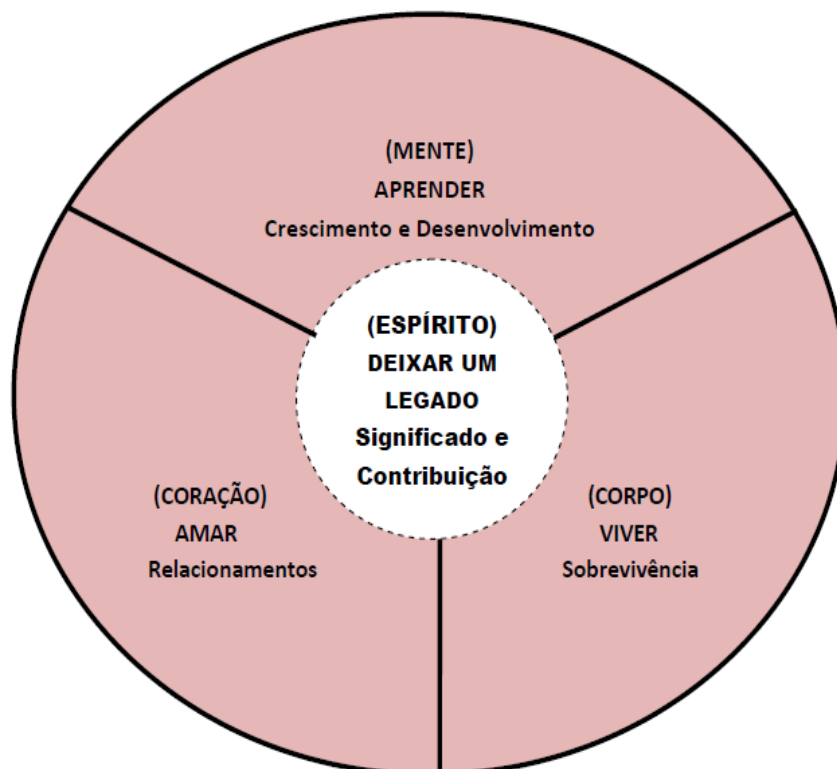 (MENTE)
APRENDER
Crescimento e Desenvolvimento
(ESPÍRITO)
DEIXAR UM
LEGADO
Significado e
Contribuição
(CORAÇÃO)
AMAR
Relacionamentos
(CORPO)
VIVER
Sobrevivência